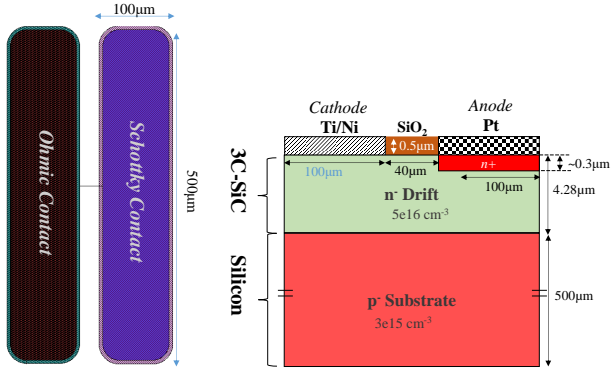 100μm
Ohmic Contact
Schottky Contact
500μm
Cathode
Ti/Ni
SiO2
Anode
Pt
0.5μm
n+
~0.3μm
100μm
40μm
100μm
4.28μm
3C-SiC
n- Drift
5e16 cm-3
Silicon
p- Substrate
3e15 cm-3
500μm